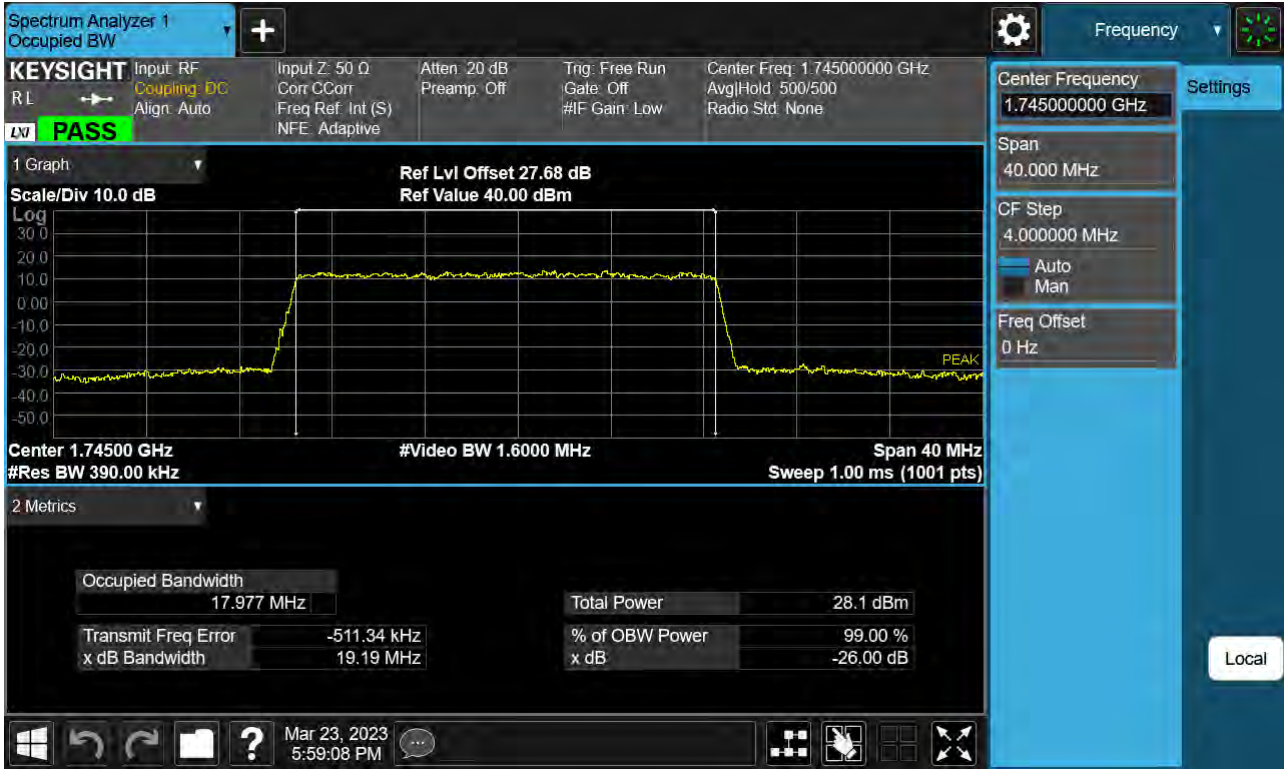 Spectrum Analyzer 1
Occupied BW
Frequency
KEYSIGHT
R L
LXI
PASS
Input: RF
Coupling: DC
Align: Auto
Input Z: 50 Ω
Corr CCorr
Freq Ref: Int (S)
NFE: Adaptive
Atten: 20 dB
Preamp: Off
Trig: Free Run
Gate: Off
#IF Gain: Low
Center Freq: 1.745000000 GHz
Avg|Hold: 500/500
Radio Std: None
Center Frequency
1.745000000 GHz
Settings
Span
40.000 MHz
CF Step
4.000000 MHz
Auto
Man
Freq Offset
0 Hz
Local
1 Graph
Scale/Div 10.0 dB
Ref Lvl Offset 27.68 dB
Ref Value 40.00 dBm
Log
30.0
20.0
10.0
0.00
-10.0
-20.0
-30.0
-40.0
-50.0
PEAK
Center 1.74500 GHz
#Video BW 1.6000 MHz
Span 40 MHz
#Res BW 390.00 kHz
Sweep 1.00 ms (1001 pts)
2 Metrics
Occupied Bandwidth
17.977 MHz
Transmit Freq Error -511.34 kHz
x dB Bandwidth 19.19 MHz
Total Power 28.1 dBm
% of OBW Power 99.00 %
x dB -26.00 dB
?
Mar 23, 2023
5:59:08 PM